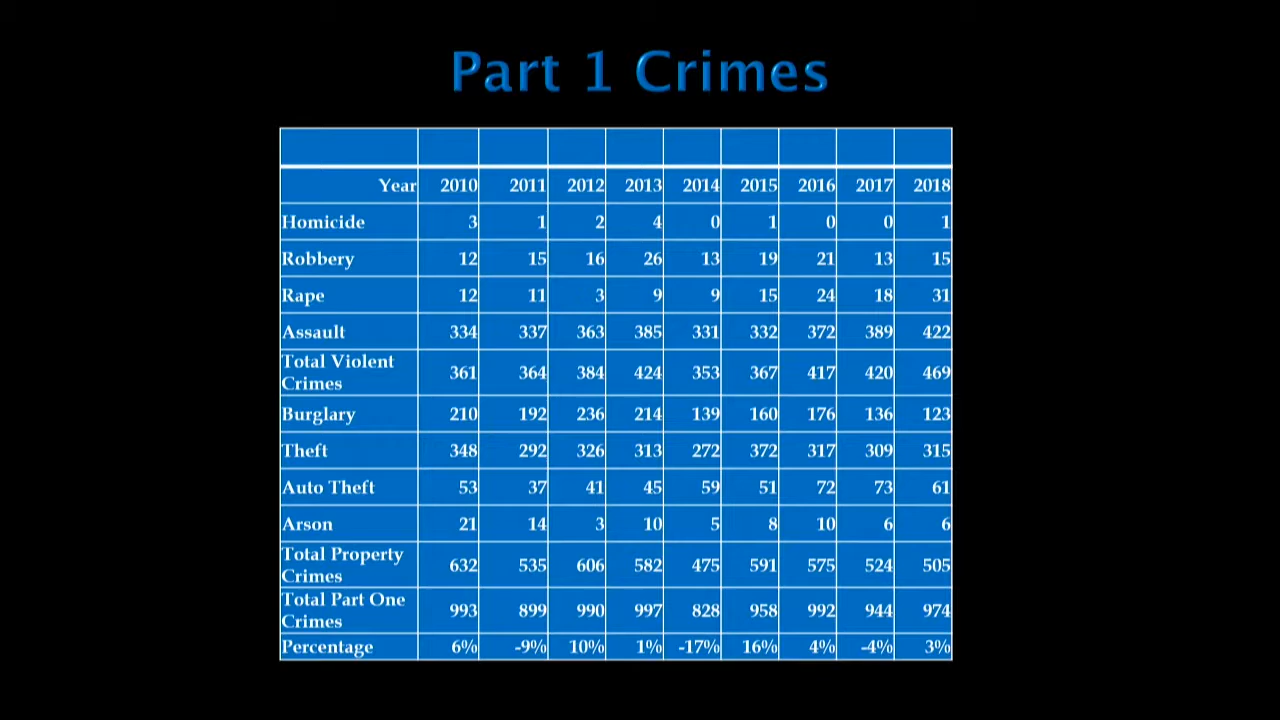 Part 1 Crimes
Year 2010 2011 2012 2013 2014 2015 2016 2017 2018
Homicide 3 1 2 4 0 1 0 0 1
Robbery 12 15 16 26 13 19 21 13 15
Rape 12 11 3 9 9 15 24 18 31
Assault 334 337 363 385 331 332 372 389 422
Total Violent
Crimes 361 364 384 424 353 367 417 420 469
Burglary 210 192 236 214 139 160 176 136 123
Theft 348 292 326 313 272 372 317 309 315
Auto Theft 53 37 41 45 59 51 72 73 61
Arson 21 14 3 10 5 8 10 6 6
Total Property
Crimes 632 535 606 582 475 591 575 524 505
Total Part One
Crimes 993 899 990 997 828 958 992 944 974
Percentage 6% -9% 10% 1% -17% 16% 4% -4% 3%